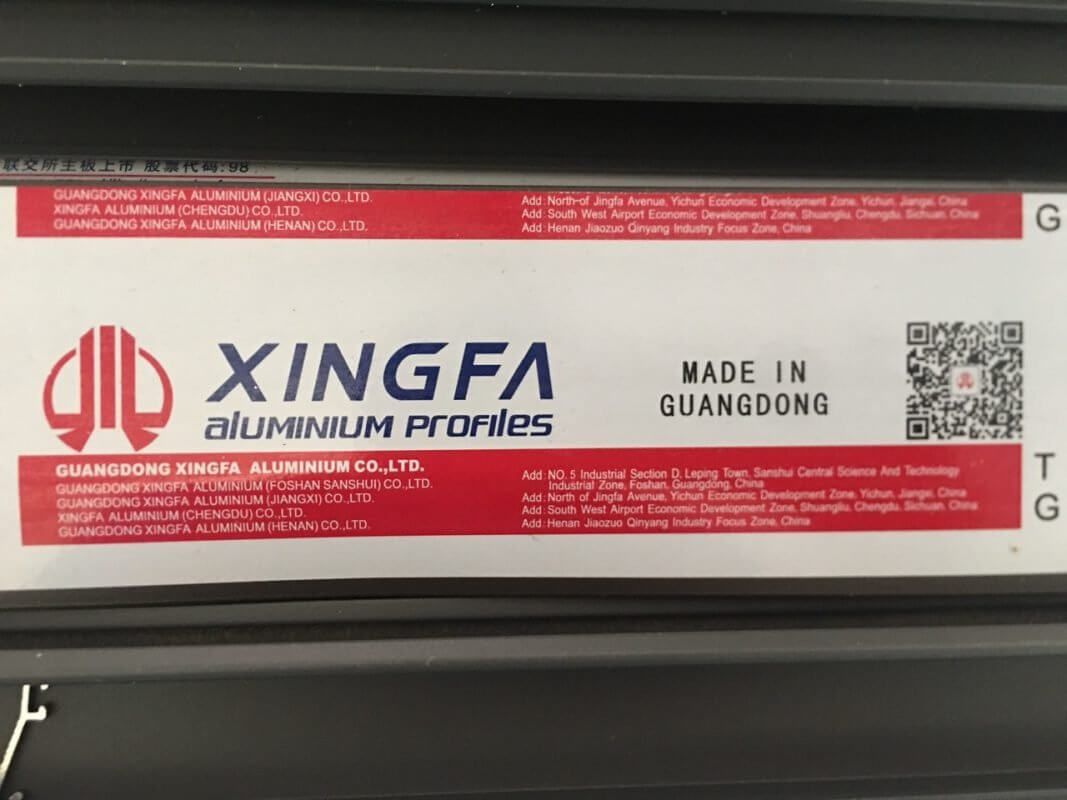 联交所主板上市 股票代码:98
GUANGDONG XINGFA ALUMINIUM (JIANGXI) CO.,LTD.
XINGFA ALUMINIUM (CHENGDU) CO.,LTD.
GUANGDONG XINGFA ALUMINIUM (HENAN) CO.,LTD.
Add: North of Jingfa Avenue, Yichun Economic Development Zone, Yichun, Jiangxi, China
Add: South West Airport Economic Development Zone, Shuangliu, Chengdu, Sichuan, China
Add: Henan Jiaozuo Qinyang Industry Focus Zone, China
G
XINGFA
aluminium profiles
MADE IN
GUANGDONG
GUANGDONG XINGFA ALUMINIUM CO.,LTD.
GUANGDONG XINGFA ALUMINIUM (FOSHAN SANSHUI) CO.,LTD.
GUANGDONG XINGFA ALUMINIUM (JIANGXI) CO.,LTD.
XINGFA ALUMINIUM (CHENGDU) CO.,LTD.
GUANGDONG XINGFA ALUMINIUM (HENAN) CO.,LTD.
Add: NO. 5 Industrial Section D, Leping Town, Sanshui Central Science And Technology
Industrial Zone, Foshan, Guangdong, China
Add: North of Jingfa Avenue, Yichun Economic Development Zone, Yichun, Jiangxi, China
Add: South West Airport Economic Development Zone, Shuangliu, Chengdu, Sichuan, China
Add: Henan Jiaozuo Qinyang Industry Focus Zone, China
T
G